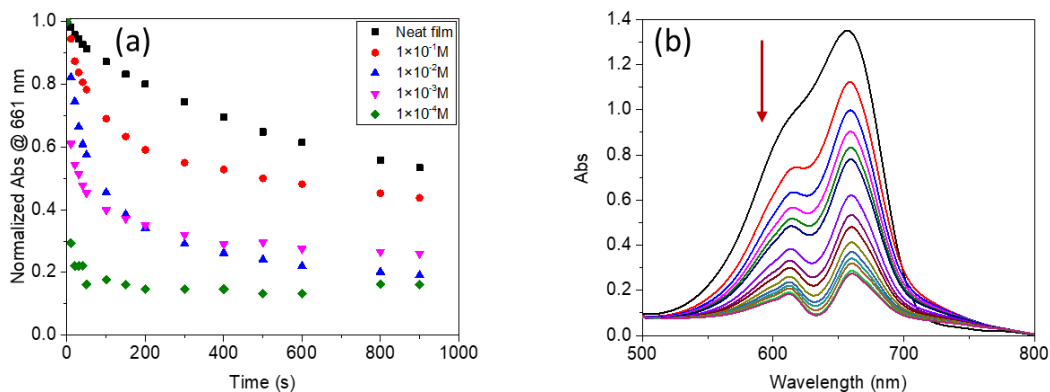 (a)
Normalized Abs @ 661 nm
1.0
0.8
0.6
0.4
0.2
0.0
0
200
400
600
800
1000
Time (s)
Neat film
1×10⁻¹M
1×10⁻²M
1×10⁻³M
1×10⁻⁴M
(b)
Abs
1.4
1.2
1.0
0.8
0.6
0.4
0.2
0.0
500
600
700
800
Wavelength (nm)